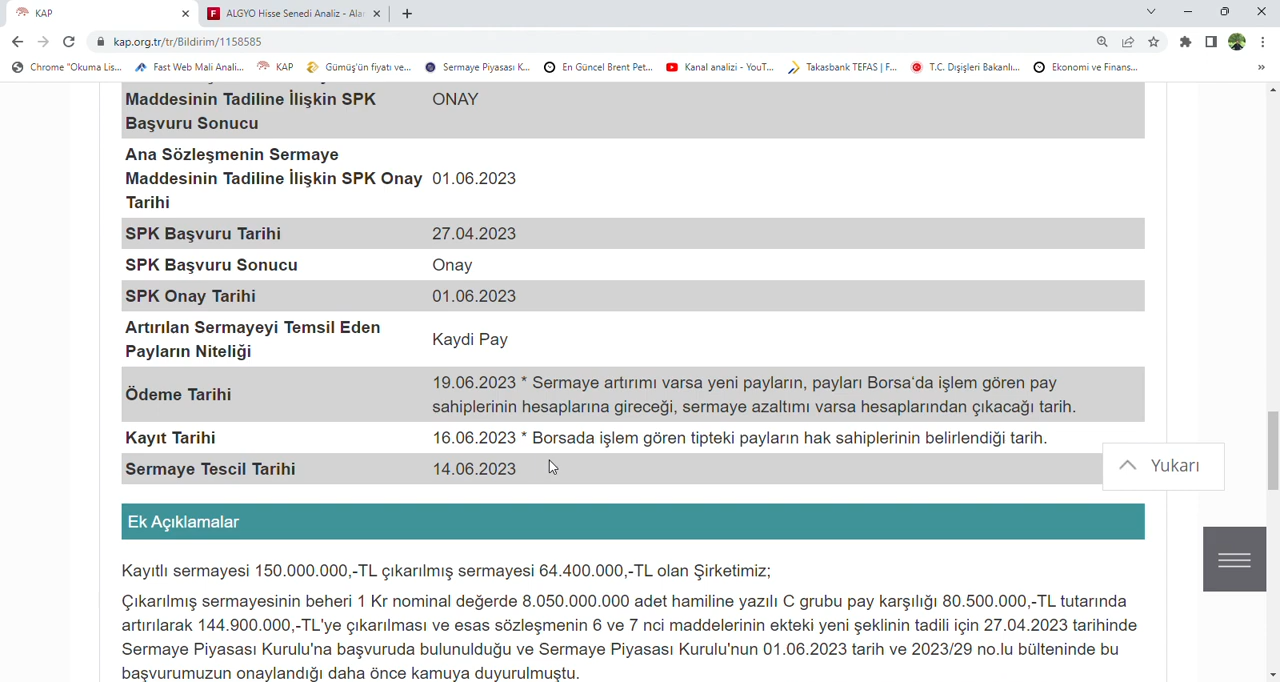 KAP
ALGYO Hisse Senedi Analiz - Ala
kap.org.tr/tr/Bildirim/1158585
Chrome "Okuma Lis... Fast Web Mali Anali... KAP Gümüş'ün fiyatı ve... Sermaye Piyasası K... En Güncel Brent Pet... Kanal analizi - YouT... Takasbank TEFAS | F... T.C. Dışişleri Bakanlı... Ekonomi ve Finans... »
Maddesinin Tadiline İlişkin SPK ONAY
Başvuru Sonucu
Ana Sözleşmenin Sermaye
Maddesinin Tadiline İlişkin SPK Onay 01.06.2023
Tarihi
SPK Başvuru Tarihi 27.04.2023
SPK Başvuru Sonucu Onay
SPK Onay Tarihi 01.06.2023
Artırılan Sermayeyi Temsil Eden
Payların Niteliği
Kaydi Pay
Ödeme Tarihi
19.06.2023 * Sermaye artırımı varsa yeni payların, payları Borsa‘da işlem gören pay
sahiplerinin hesaplarına gireceği, sermaye azaltımı varsa hesaplarından çıkacağı tarih.
Kayıt Tarihi 16.06.2023 * Borsada işlem gören tipteki payların hak sahiplerinin belirlendiği tarih.
Sermaye Tescil Tarihi 14.06.2023
Yukarı
Ek Açıklamalar
Kayıtlı sermayesi 150.000.000,-TL çıkarılmış sermayesi 64.400.000,-TL olan Şirketimiz;
Çıkarılmış sermayesinin beheri 1 Kr nominal değerde 8.050.000.000 adet hamiline yazılı C grubu pay karşılığı 80.500.000,-TL tutarında
artırılarak 144.900.000,-TL'ye çıkarılması ve esas sözleşmenin 6 ve 7 nci maddelerinin ekteki yeni şeklinin tadili için 27.04.2023 tarihinde
Sermaye Piyasası Kurulu'na başvuruda bulunulduğu ve Sermaye Piyasası Kurulu'nun 01.06.2023 tarih ve 2023/29 no.lu bülteninde bu
başvurumuzun onaylandığı daha önce kamuya duyurulmuştu.